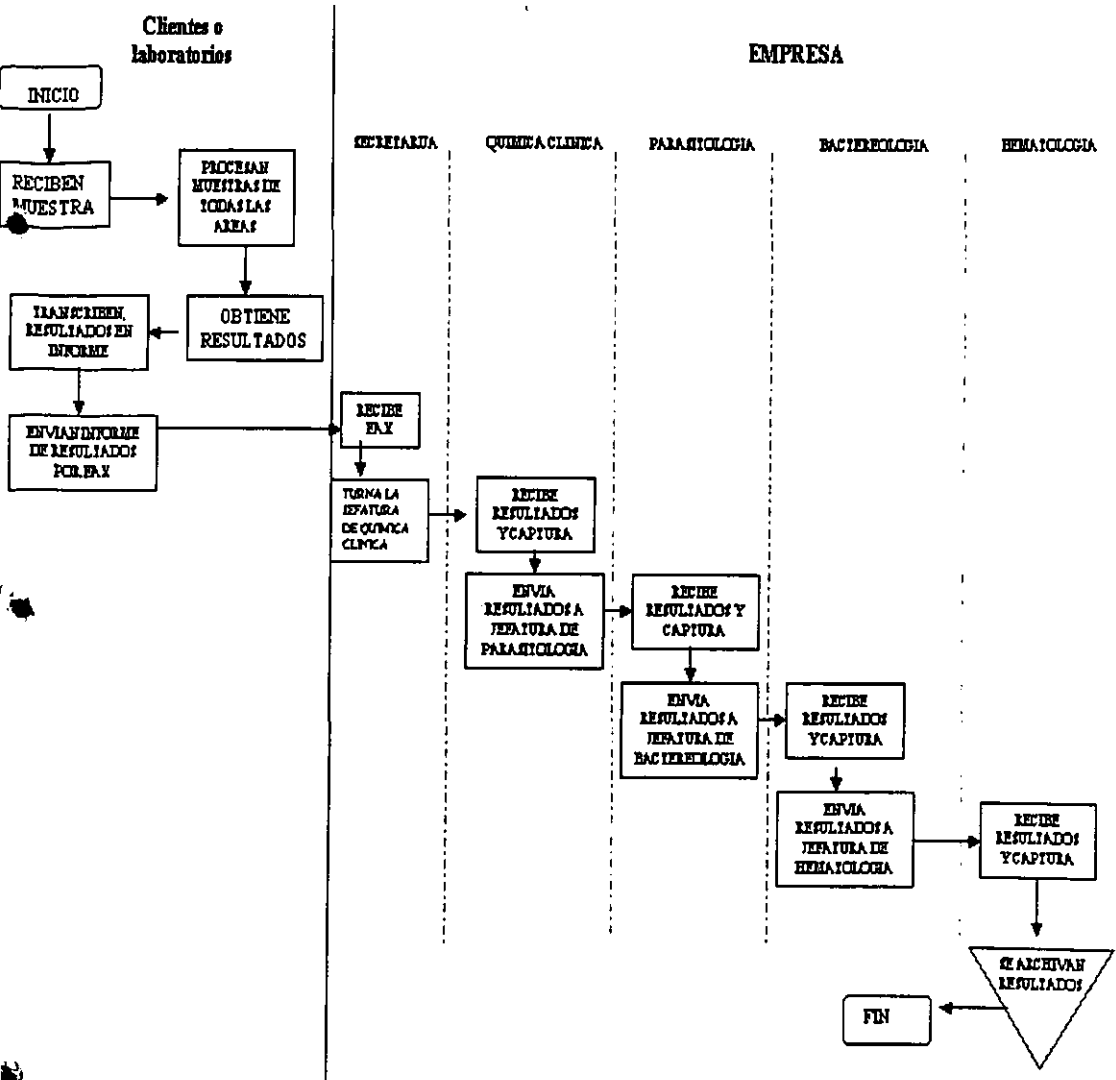 Clientes o
laboratorios
EMPRESA
INICIO
SECRETARIA
QUIMICA CLINICA
PARASITOLOGIA
BACTEREOLOGIA
HEMATOLOGIA
RECIBEN
MUESTRA
PROCESAN
MUESTRAS DE
TODAS LAS
AREAS
OBTIENE
RESULTADOS
TRANSCRIBEN,
RESULTADOS EN
INFORME
ENVIAN INFORME
DE RESULTADOS
POR FAX
RECIBE
FAX
TURNA LA
JEFATURA
DE QUIMICA
CLINICA
RECIBE
RESULTADOS
Y CAPTURA
ENVIA
RESULTADOS A
JEFATURA DE
PARASITOLOGIA
RECIBE
RESULTADOS Y
CAPTURA
ENVIA
RESULTADOS A
JEFATURA DE
BACTEREOLOGIA
RECIBE
RESULTADOS
Y CAPTURA
ENVIA
RESULTADOS A
JEFATURA DE
HEMATOLOGIA
RECIBE
RESULTADOS
Y CAPTURA
SE ARCHIVAN
RESULTADOS
FIN